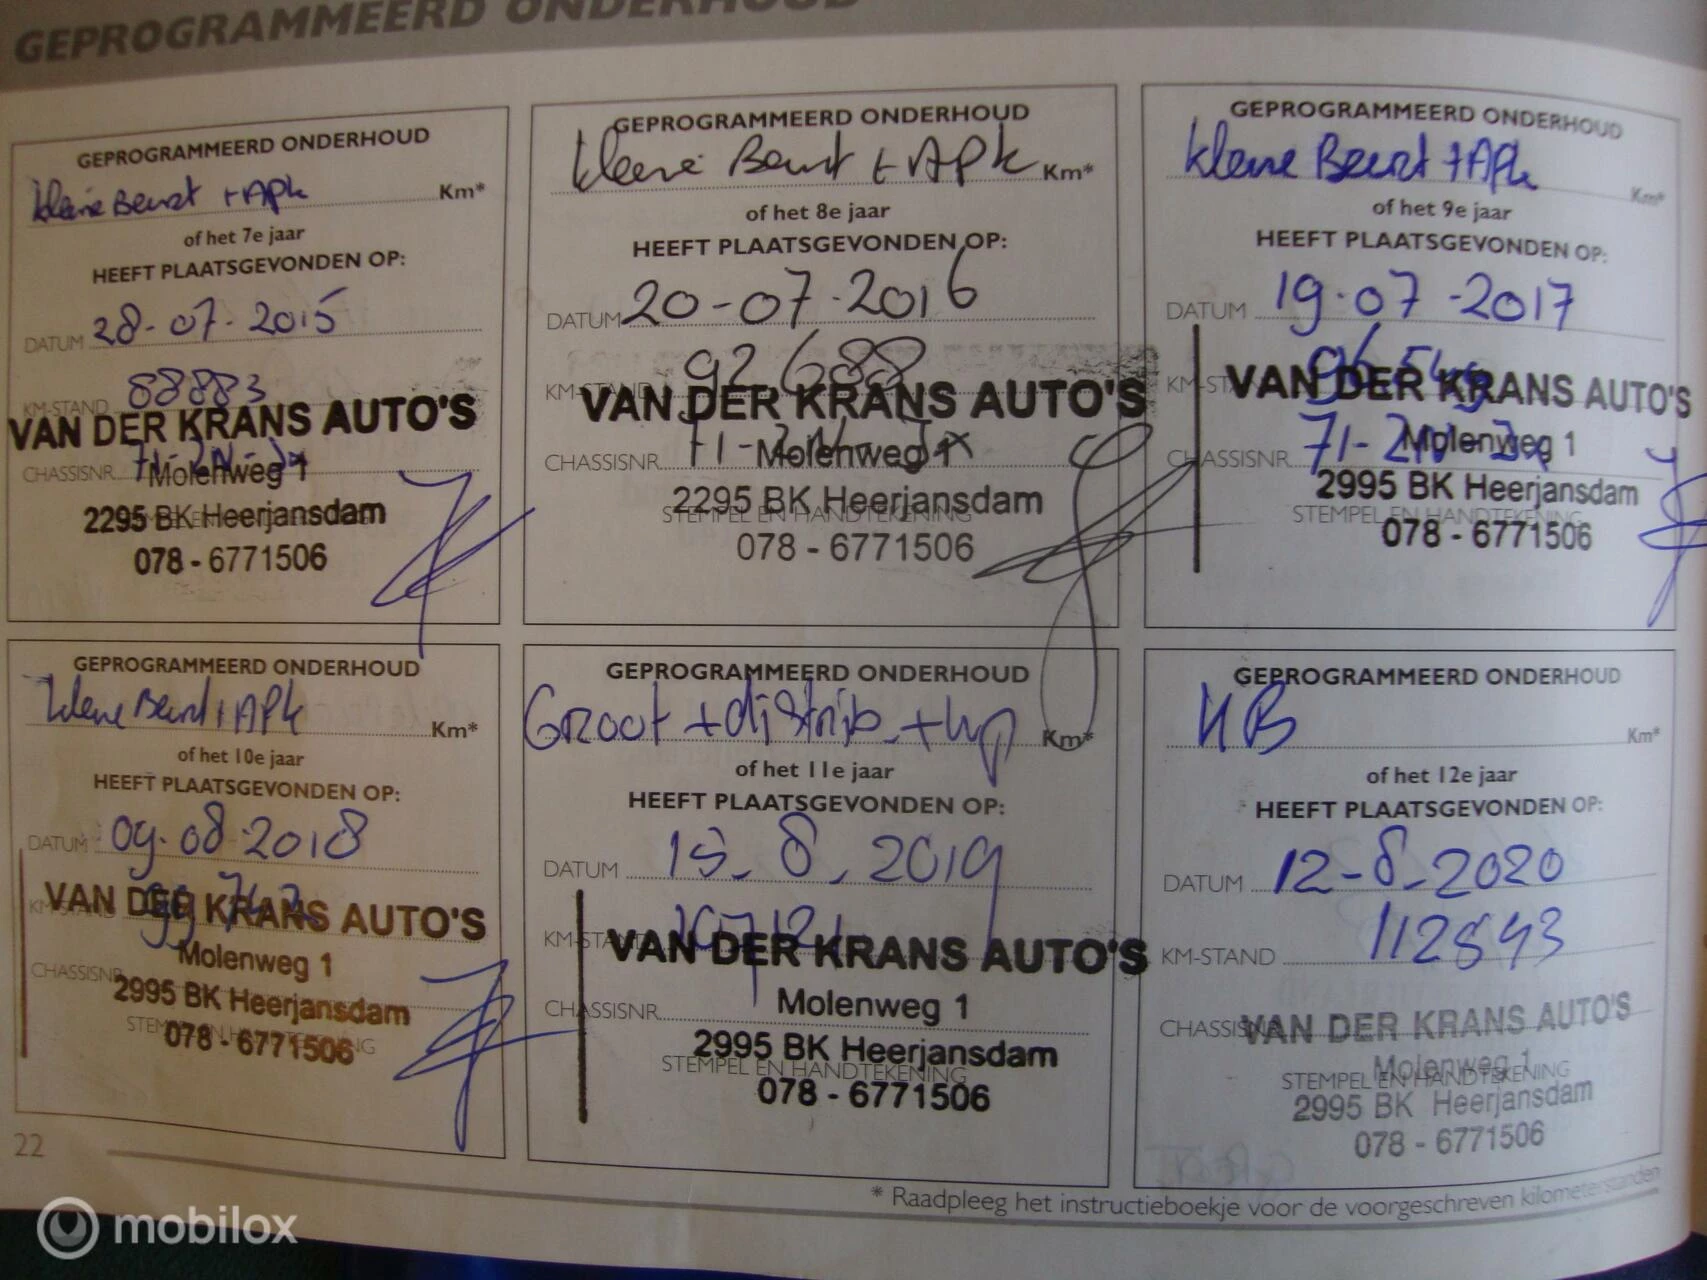 GEPROGRAMMEERD ONDERHOUD
GEPROGRAMMEERD ONDERHOUD
kleine Beurt + APK Km*
of het 7e jaar
HEEFT PLAATSGEVONDEN OP:
DATUM 28-07-2015
KM-STAND 88883
VAN DER KRANS AUTO'S
CHASSISNR.
Molenweg 1
2295 BK Heerjansdam
078 - 6771506
GEPROGRAMMEERD ONDERHOUD
kleine Beurt + APK Km*
of het 8e jaar
HEEFT PLAATSGEVONDEN OP:
DATUM 20-07-2016
KM-STAND 92688
VAN DER KRANS AUTO'S
CHASSISNR.
Molenweg 1
2295 BK Heerjansdam
STEMPEL EN HANDTEKENING
078 - 6771506
GEPROGRAMMEERD ONDERHOUD
kleine Beurt + APK
Km*
of het 9e jaar
HEEFT PLAATSGEVONDEN OP:
DATUM 19-07-2017
KM-STAND
VAN DER KRANS AUTO'S
CHASSISNR.
Molenweg 1
2995 BK Heerjansdam
STEMPEL EN HANDTEKENING
078 - 6771506
GEPROGRAMMEERD ONDERHOUD
kleine Beurt + APK Km*
of het 10e jaar
HEEFT PLAATSGEVONDEN OP:
DATUM 09-08-2018
KM-STAND
VAN DER KRANS AUTO'S
Molenweg 1
CHASSISNR.
2995 BK Heerjansdam
STEMPEL EN HANDTEKENING
078 - 6771506
GEPROGRAMMEERD ONDERHOUD
Groot + distrib + wp Km*
of het 11e jaar
HEEFT PLAATSGEVONDEN OP:
DATUM 15-8-2019
KM-STAND
VAN DER KRANS AUTO'S
CHASSISNR. Molenweg 1
2995 BK Heerjansdam
STEMPEL EN HANDTEKENING
078 - 6771506
GEPROGRAMMEERD ONDERHOUD
KB Km*
of het 12e jaar
HEEFT PLAATSGEVONDEN OP:
DATUM 12-8-2020
KM-STAND 112843
CHASSISNR.
VAN DER KRANS AUTO'S
Molenweg 1
STEMPEL EN HANDTEKENING
2995 BK Heerjansdam
078 - 6771506
22
* Raadpleeg het instructieboekje voor de voorgeschreven kilometerstanden
mobilox